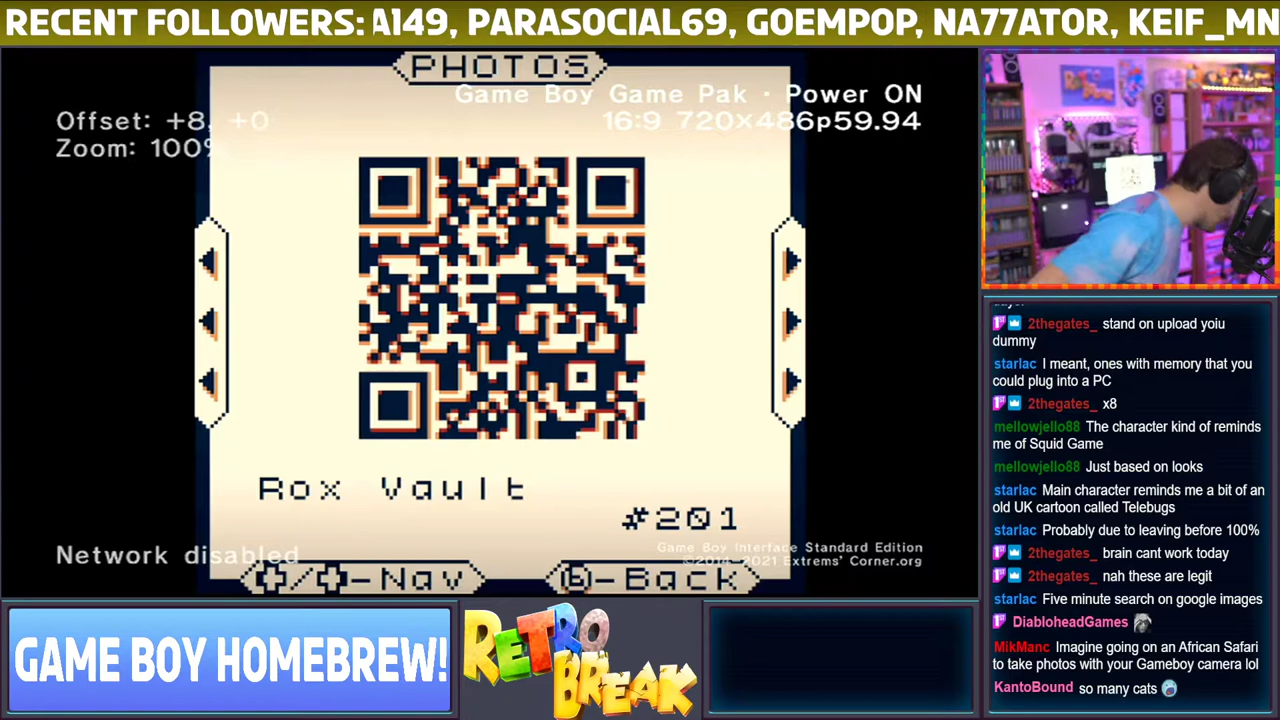 RECENT FOLLOWERS: A149, PARASOCIAL69, GOEMPOP, NA77ATOR, KEIF_MN
PHOTOS
Game Boy Game Pak · Power ON
Offset: +8, +0
16:9 720×486p59.94
Zoom: 100%
Rox Vault
#201
Network disabled
Game Boy Interface Standard Edition
©2014-2021 Extrems' Corner.org
/ -Nav
-Back
2thegates_ stand on upload yoiu
dummy
starlac I meant, ones with memory that you
could plug into a PC
2thegates_ x8
mellowjello88 The character kind of reminds
me of Squid Game
mellowjello88 Just based on looks
starlac Main character reminds me a bit of an
old UK cartoon called Telebugs
starlac Probably due to leaving before 100%
2thegates_ brain cant work today
2thegates_ nah these are legit
starlac Five minute search on google images
DiabloheadGames
MikManc Imagine going on an African Safari
to take photos with your Gameboy camera lol
KantoBound so many cats
GAME BOY HOMEBREW!
RETRO
BREAK